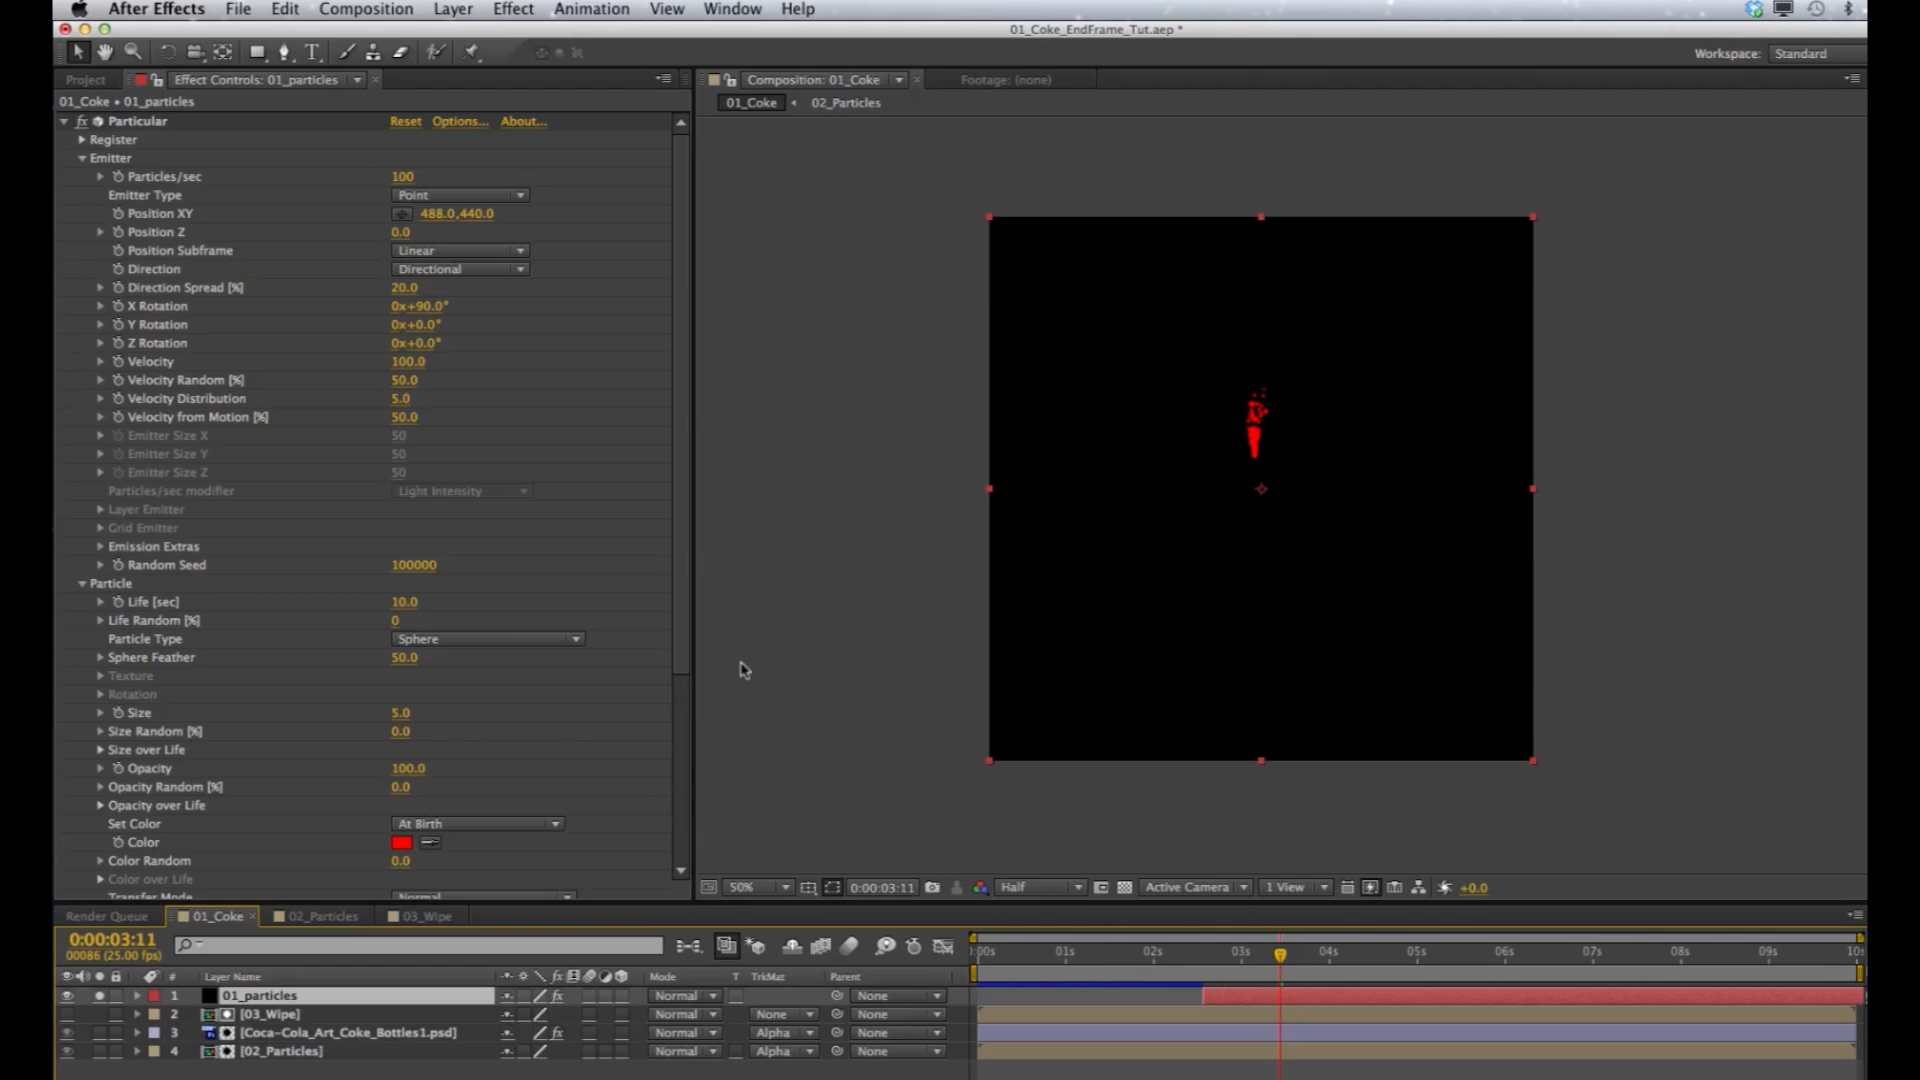 After Effects File Edit Composition Layer Effect Animation View Window Help
01_Coke_EndFrame_Tut.aep *
Workspace: Standard
Project Effect Controls: 01_particles
Composition: 01_Coke Footage: (none)
01_Coke • 01_particles
01_Coke 02_Particles
fx Particular Reset Options... About...
Register
Emitter
Particles/sec 100
Emitter Type Point
Position XY 488.0,440.0
Position Z 0.0
Position Subframe Linear
Direction Directional
Direction Spread [%] 20.0
X Rotation 0x+90.0°
Y Rotation 0x+0.0°
Z Rotation 0x+0.0°
Velocity 100.0
Velocity Random [%] 50.0
Velocity Distribution 5.0
Velocity from Motion [%] 50.0
Emitter Size X 50
Emitter Size Y 50
Emitter Size Z 50
Particles/sec modifier Light Intensity
Layer Emitter
Grid Emitter
Emission Extras
Random Seed 100000
Particle
Life [sec] 10.0
Life Random [%] 0
Particle Type Sphere
Sphere Feather 50.0
Texture
Rotation
Size 5.0
Size Random [%] 0.0
Size over Life
Opacity 100.0
Opacity Random [%] 0.0
Opacity over Life
Set Color At Birth
Color
Color Random 0.0
Color over Life
Transfer Mode Normal
50% 0:00:03:11 Half Active Camera 1 View +0.0
Render Queue 01_Coke 02_Particles 03_Wipe
0:00:03:11
00086 (25.00 fps)
:00s 01s 02s 03s 04s 05s 06s 07s 08s 09s 10s
# Layer Name fx Mode T TrkMat Parent
1 01_particles fx Normal None
2 [03_Wipe] Normal None None
3 [Coca-Cola_Art_Coke_Bottles1.psd] fx Normal Alpha None
4 [02_Particles] Normal Alpha None